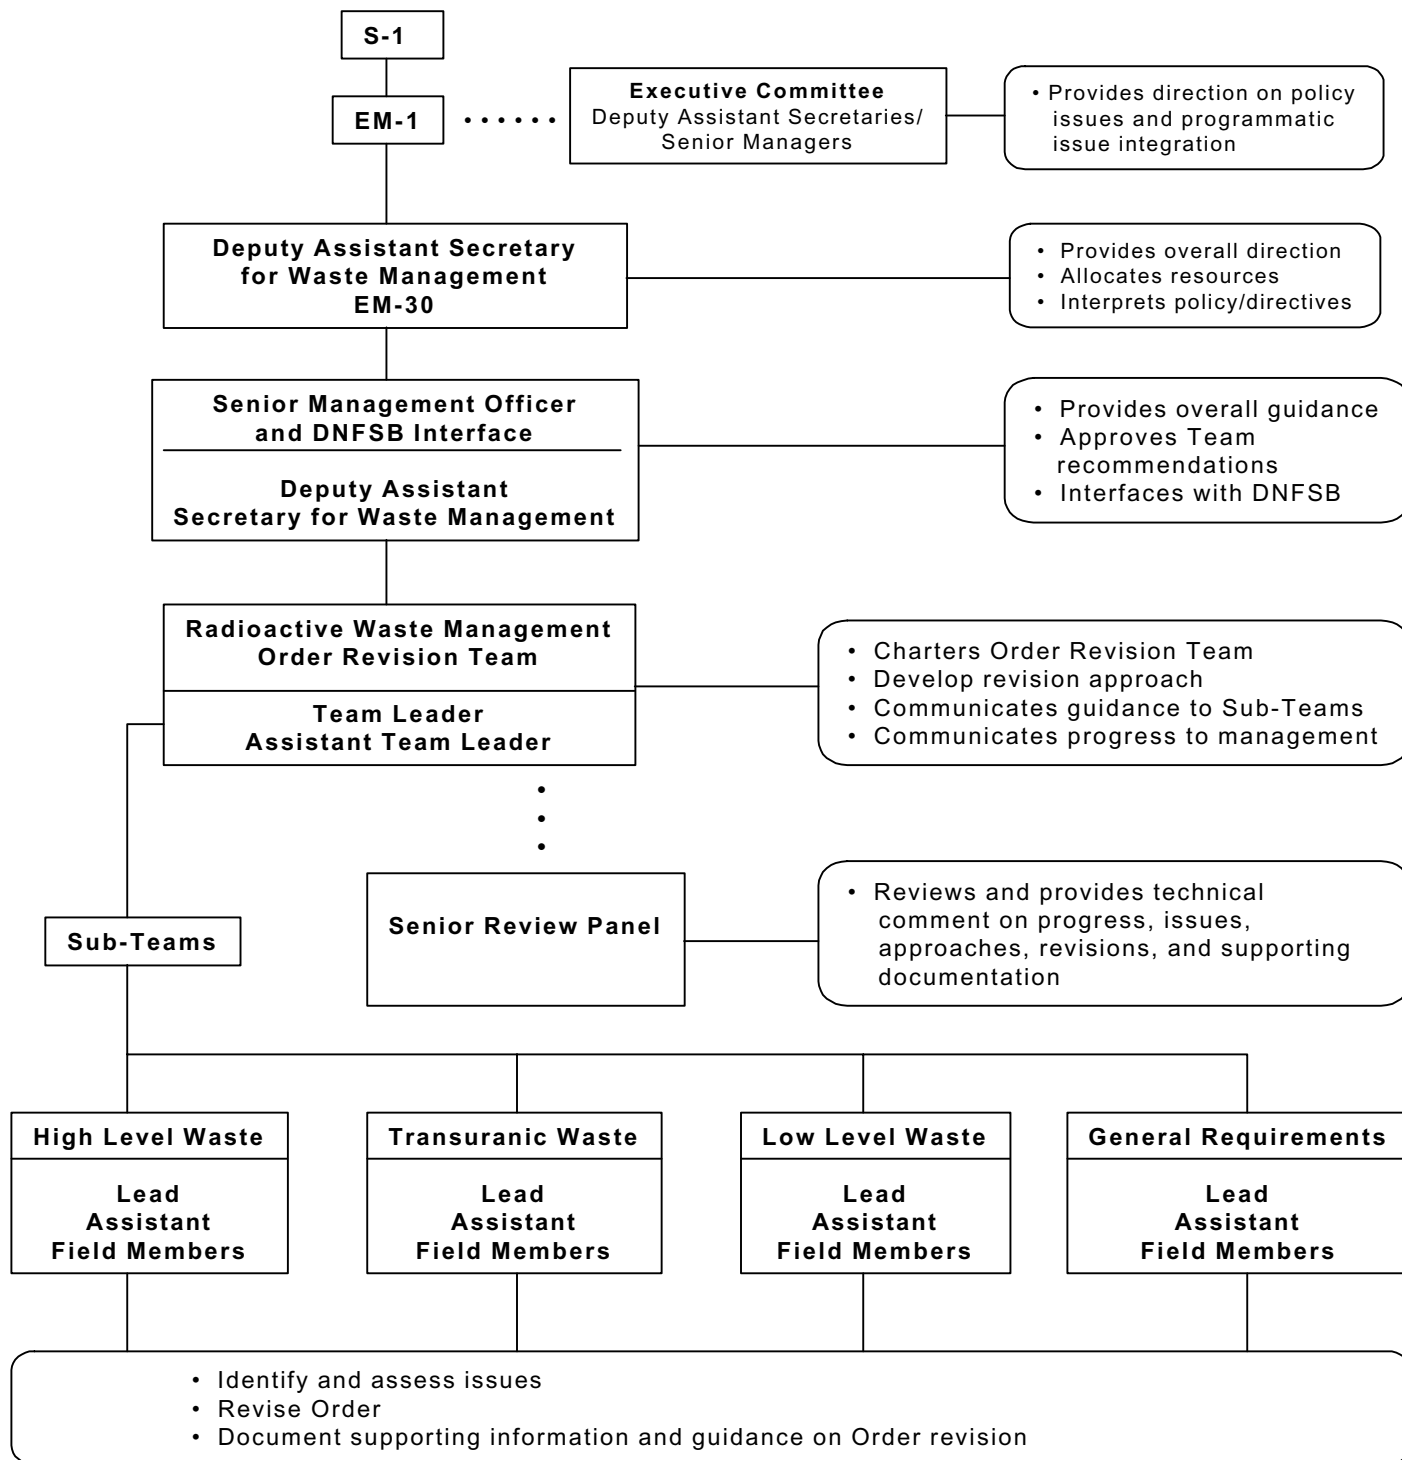 S-1
EM-1
Executive Committee
Deputy Assistant Secretaries/
Senior Managers
• Provides direction on policy
issues and programmatic
issue integration
Deputy Assistant Secretary
for Waste Management
EM-30
• Provides overall direction
• Allocates resources
• Interprets policy/directives
Senior Management Officer
and DNFSB Interface
Deputy Assistant
Secretary for Waste Management
• Provides overall guidance
• Approves Team
recommendations
• Interfaces with DNFSB
Radioactive Waste Management
Order Revision Team
Team Leader
Assistant Team Leader
• Charters Order Revision Team
• Develop revision approach
• Communicates guidance to Sub-Teams
• Communicates progress to management
Sub-Teams
Senior Review Panel
• Reviews and provides technical
comment on progress, issues,
approaches, revisions, and supporting
documentation
High Level Waste
Lead
Assistant
Field Members
Transuranic Waste
Lead
Assistant
Field Members
Low Level Waste
Lead
Assistant
Field Members
General Requirements
Lead
Assistant
Field Members
• Identify and assess issues
• Revise Order
• Document supporting information and guidance on Order revision